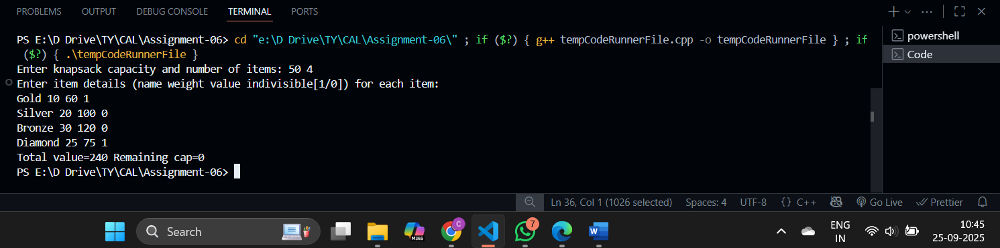 PROBLEMS OUTPUT DEBUG CONSOLE TERMINAL PORTS
PS E:\D Drive\TY\CAL\Assignment-06> cd "e:\D Drive\TY\CAL\Assignment-06\" ; if ($?) { g++ tempCodeRunnerFile.cpp -o tempCodeRunnerFile } ; if
($?) { .\tempCodeRunnerFile }
Enter knapsack capacity and number of items: 50 4
Enter item details (name weight value indivisible[1/0]) for each item:
Gold 10 60 1
Silver 20 100 0
Bronze 30 120 0
Diamond 25 75 1
Total value=240 Remaining cap=0
PS E:\D Drive\TY\CAL\Assignment-06>
powershell
Code
Ln 36, Col 1 (1026 selected) Spaces: 4 UTF-8 {} C++ Go Live Prettier
Search
M365
C
7
ENG
IN
10:45
25-09-2025